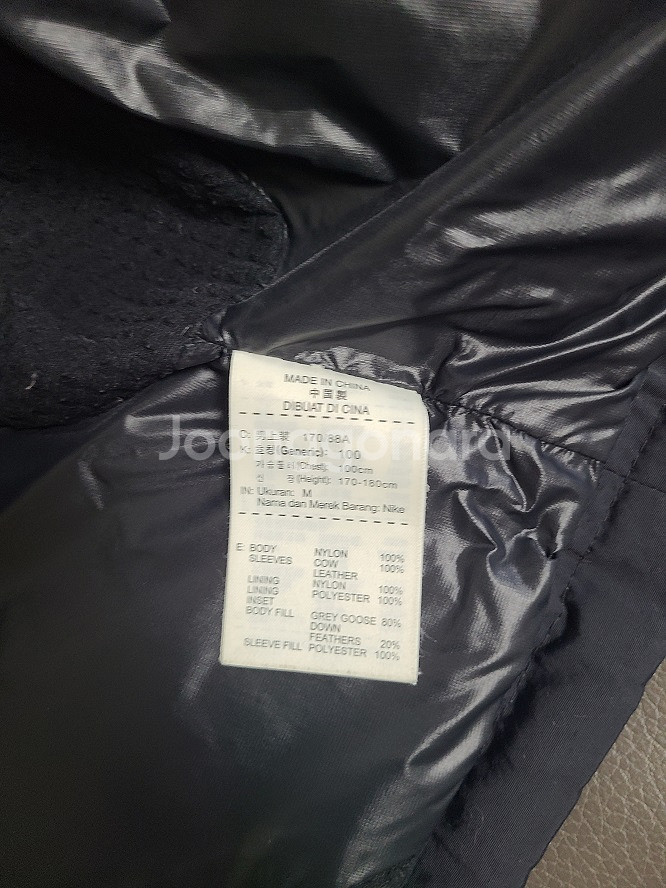 MADE IN CHINA
中国製
DIBUAT DI CINA
C: 男上装 170/88A
K: 호칭(Generic): 100
가슴둘레(Chest): 100cm
신 장(Height): 170-180cm
IN: Ukuran: M
Nama dan Merek Barang: Nike
E BODY NYLON 100%
SLEEVES COW 100%
LEATHER
LINING NYLON 100%
LINING POLYESTER 100%
INSET
BODY FILL GREY GOOSE 80%
DOWN
FEATHERS 20%
SLEEVE FILL POLYESTER 100%